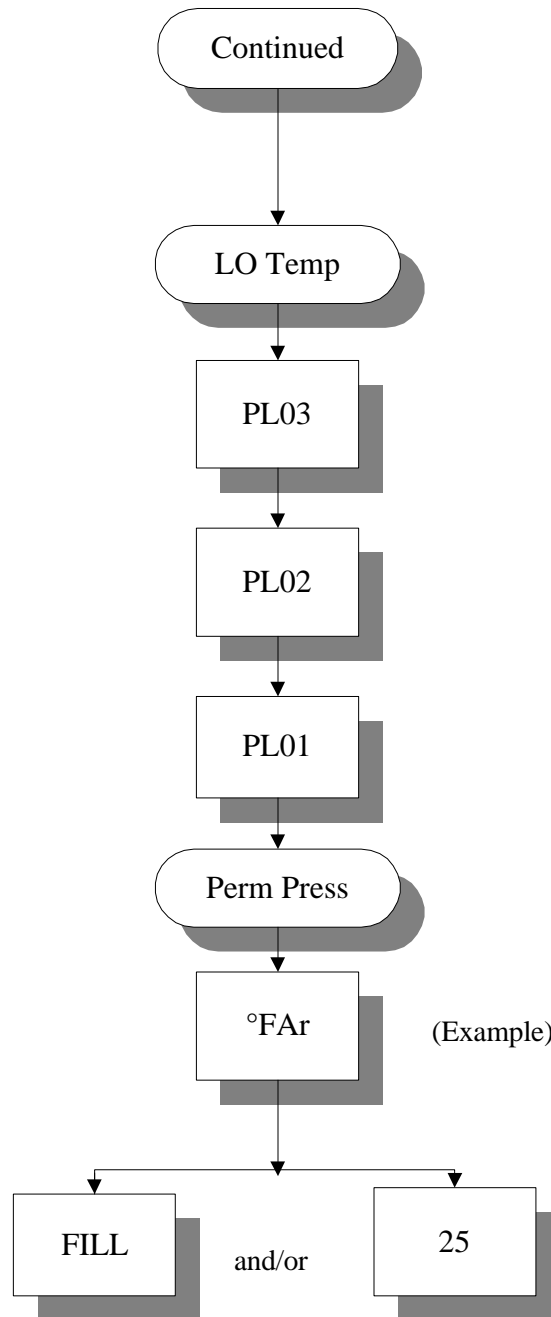 Continued
LO Temp
PL03
PL02
PL01
Perm Press
°FAr
(Example)
FILL
and/or
25